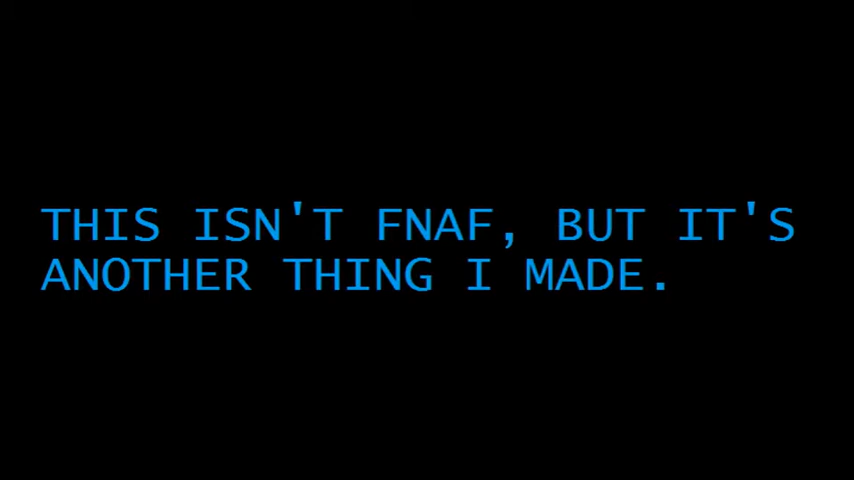 THIS ISN'T FNAF, BUT IT'S
ANOTHER THING I MADE.